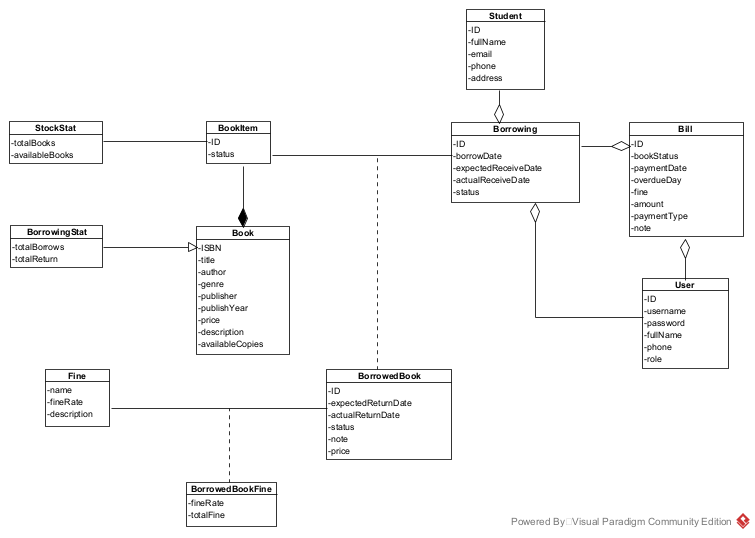 Student
-ID
-fullName
-email
-phone
-address
StockStat
-totalBooks
-availableBooks
BookItem
-ID
-status
Borrowing
-ID
-borrowDate
-expectedReceiveDate
-actualReceiveDate
-status
Bill
-ID
-bookStatus
-paymentDate
-overdueDay
-fine
-amount
-paymentType
-note
BorrowingStat
-totalBorrows
-totalReturn
Book
-ISBN
-title
-author
-genre
-publisher
-publishYear
-price
-description
-availableCopies
User
-ID
-username
-password
-fullName
-phone
-role
Fine
-name
-fineRate
-description
BorrowedBook
-ID
-expectedReturnDate
-actualReturnDate
-status
-note
-price
BorrowedBookFine
-fineRate
-totalFine
Powered By Visual Paradigm Community Edition